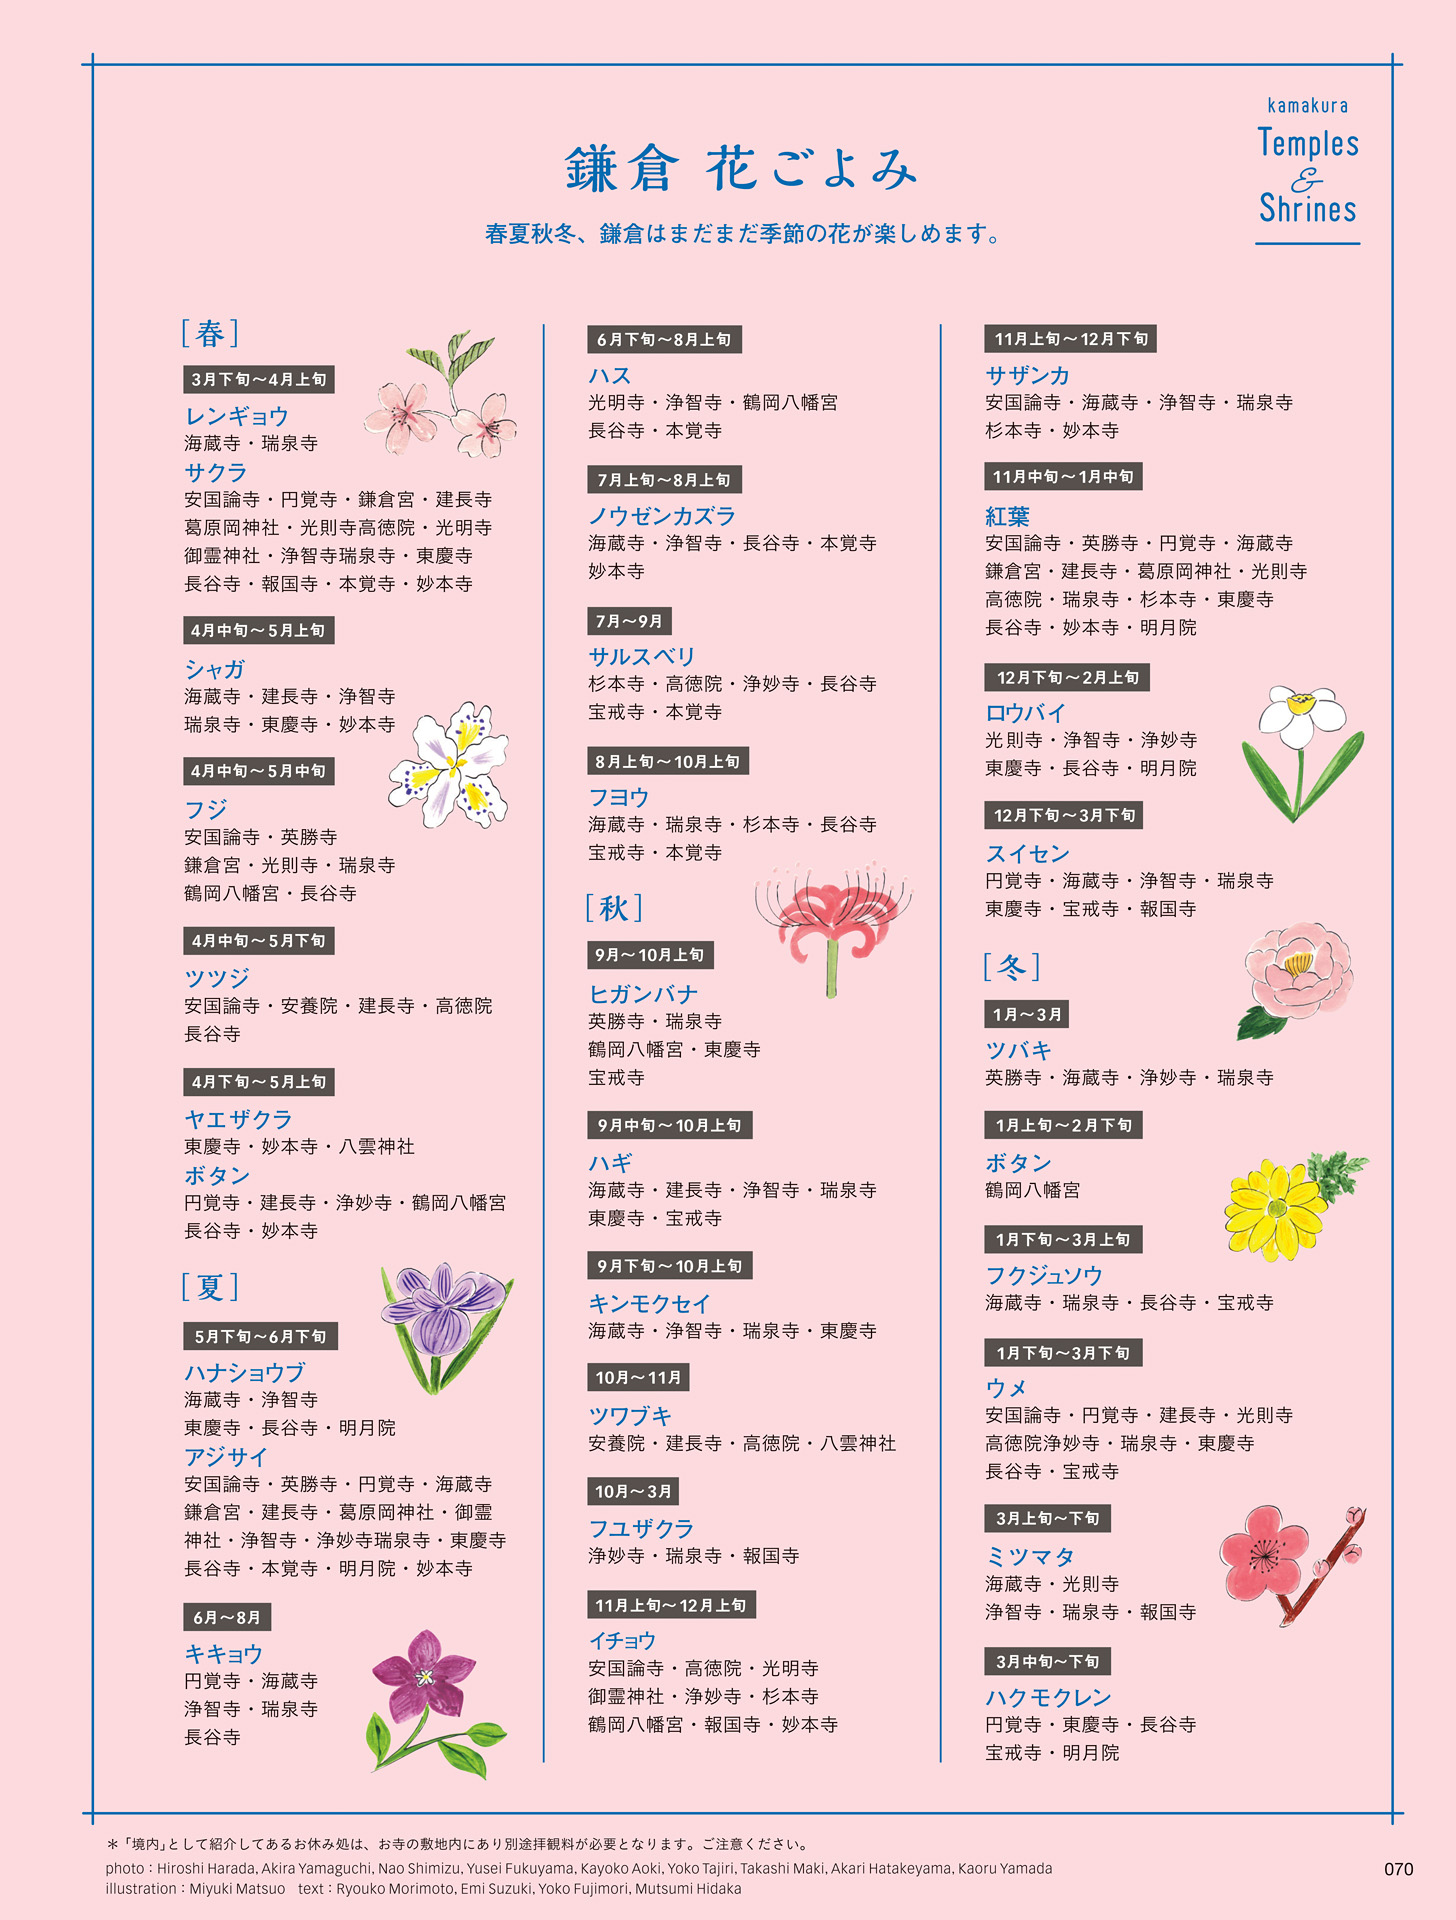 kamakura
Temples
&
Shrines
鎌倉 花ごよみ
春夏秋冬、鎌倉はまだまだ季節の花が楽しめます。
[春]
3月下旬〜4月上旬
レンギョウ
海蔵寺・瑞泉寺
サクラ
安国論寺・円覚寺・鎌倉宮・建長寺
葛原岡神社・光則寺高徳院・光明寺
御霊神社・浄智寺瑞泉寺・東慶寺
長谷寺・報国寺・本覚寺・妙本寺
4月中旬〜5月上旬
シャガ
海蔵寺・建長寺・浄智寺
瑞泉寺・東慶寺・妙本寺
4月中旬〜5月中旬
フジ
安国論寺・英勝寺
鎌倉宮・光則寺・瑞泉寺
鶴岡八幡宮・長谷寺
4月中旬〜5月下旬
ツツジ
安国論寺・安養院・建長寺・高徳院
長谷寺
4月下旬〜5月上旬
ヤエザクラ
東慶寺・妙本寺・八雲神社
ボタン
円覚寺・建長寺・浄妙寺・鶴岡八幡宮
長谷寺・妙本寺
[夏]
5月下旬〜6月下旬
ハナショウブ
海蔵寺・浄智寺
東慶寺・長谷寺・明月院
アジサイ
安国論寺・英勝寺・円覚寺・海蔵寺
鎌倉宮・建長寺・葛原岡神社・御霊
神社・浄智寺・浄妙寺瑞泉寺・東慶寺
長谷寺・本覚寺・明月院・妙本寺
6月〜8月
キキョウ
円覚寺・海蔵寺
浄智寺・瑞泉寺
長谷寺
6月下旬〜8月上旬
ハス
光明寺・浄智寺・鶴岡八幡宮
長谷寺・本覚寺
7月上旬〜8月上旬
ノウゼンカズラ
海蔵寺・浄智寺・長谷寺・本覚寺
妙本寺
7月〜9月
サルスベリ
杉本寺・高徳院・浄妙寺・長谷寺
宝戒寺・本覚寺
8月上旬〜10月上旬
フヨウ
海蔵寺・瑞泉寺・杉本寺・長谷寺
宝戒寺・本覚寺
[秋]
9月〜10月上旬
ヒガンバナ
英勝寺・瑞泉寺
鶴岡八幡宮・東慶寺
宝戒寺
9月中旬〜10月上旬
ハギ
海蔵寺・建長寺・浄智寺・瑞泉寺
東慶寺・宝戒寺
9月下旬〜10月上旬
キンモクセイ
海蔵寺・浄智寺・瑞泉寺・東慶寺
10月〜11月
ツワブキ
安養院・建長寺・高徳院・八雲神社
10月〜3月
フユザクラ
浄妙寺・瑞泉寺・報国寺
11月上旬〜12月上旬
イチョウ
安国論寺・高徳院・光明寺
御霊神社・浄妙寺・杉本寺
鶴岡八幡宮・報国寺・妙本寺
11月上旬〜12月下旬
サザンカ
安国論寺・海蔵寺・浄智寺・瑞泉寺
杉本寺・妙本寺
11月中旬〜1月中旬
紅葉
安国論寺・英勝寺・円覚寺・海蔵寺
鎌倉宮・建長寺・葛原岡神社・光則寺
高徳院・瑞泉寺・杉本寺・東慶寺
長谷寺・妙本寺・明月院
12月下旬〜2月上旬
ロウバイ
光則寺・浄智寺・浄妙寺
東慶寺・長谷寺・明月院
12月下旬〜3月下旬
スイセン
円覚寺・海蔵寺・浄智寺・瑞泉寺
東慶寺・宝戒寺・報国寺
[冬]
1月〜3月
ツバキ
英勝寺・海蔵寺・浄妙寺・瑞泉寺
1月上旬〜2月下旬
ボタン
鶴岡八幡宮
1月下旬〜3月上旬
フクジュソウ
海蔵寺・瑞泉寺・長谷寺・宝戒寺
1月下旬〜3月下旬
ウメ
安国論寺・円覚寺・建長寺・光則寺
高徳院浄妙寺・瑞泉寺・東慶寺
長谷寺・宝戒寺
3月上旬〜下旬
ミツマタ
海蔵寺・光則寺
浄智寺・瑞泉寺・報国寺
3月中旬〜下旬
ハクモクレン
円覚寺・東慶寺・長谷寺
宝戒寺・明月院
＊「境内」として紹介してあるお休み処は、お寺の敷地内にあり別途拝観料が必要となります。ご注意ください。
photo：Hiroshi Harada, Akira Yamaguchi, Nao Shimizu, Yusei Fukuyama, Kayoko Aoki, Yoko Tajiri, Takashi Maki, Akari Hatakeyama, Kaoru Yamada
illustration：Miyuki Matsuo　text：Ryouko Morimoto, Emi Suzuki, Yoko Fujimori, Mutsumi Hidaka
070